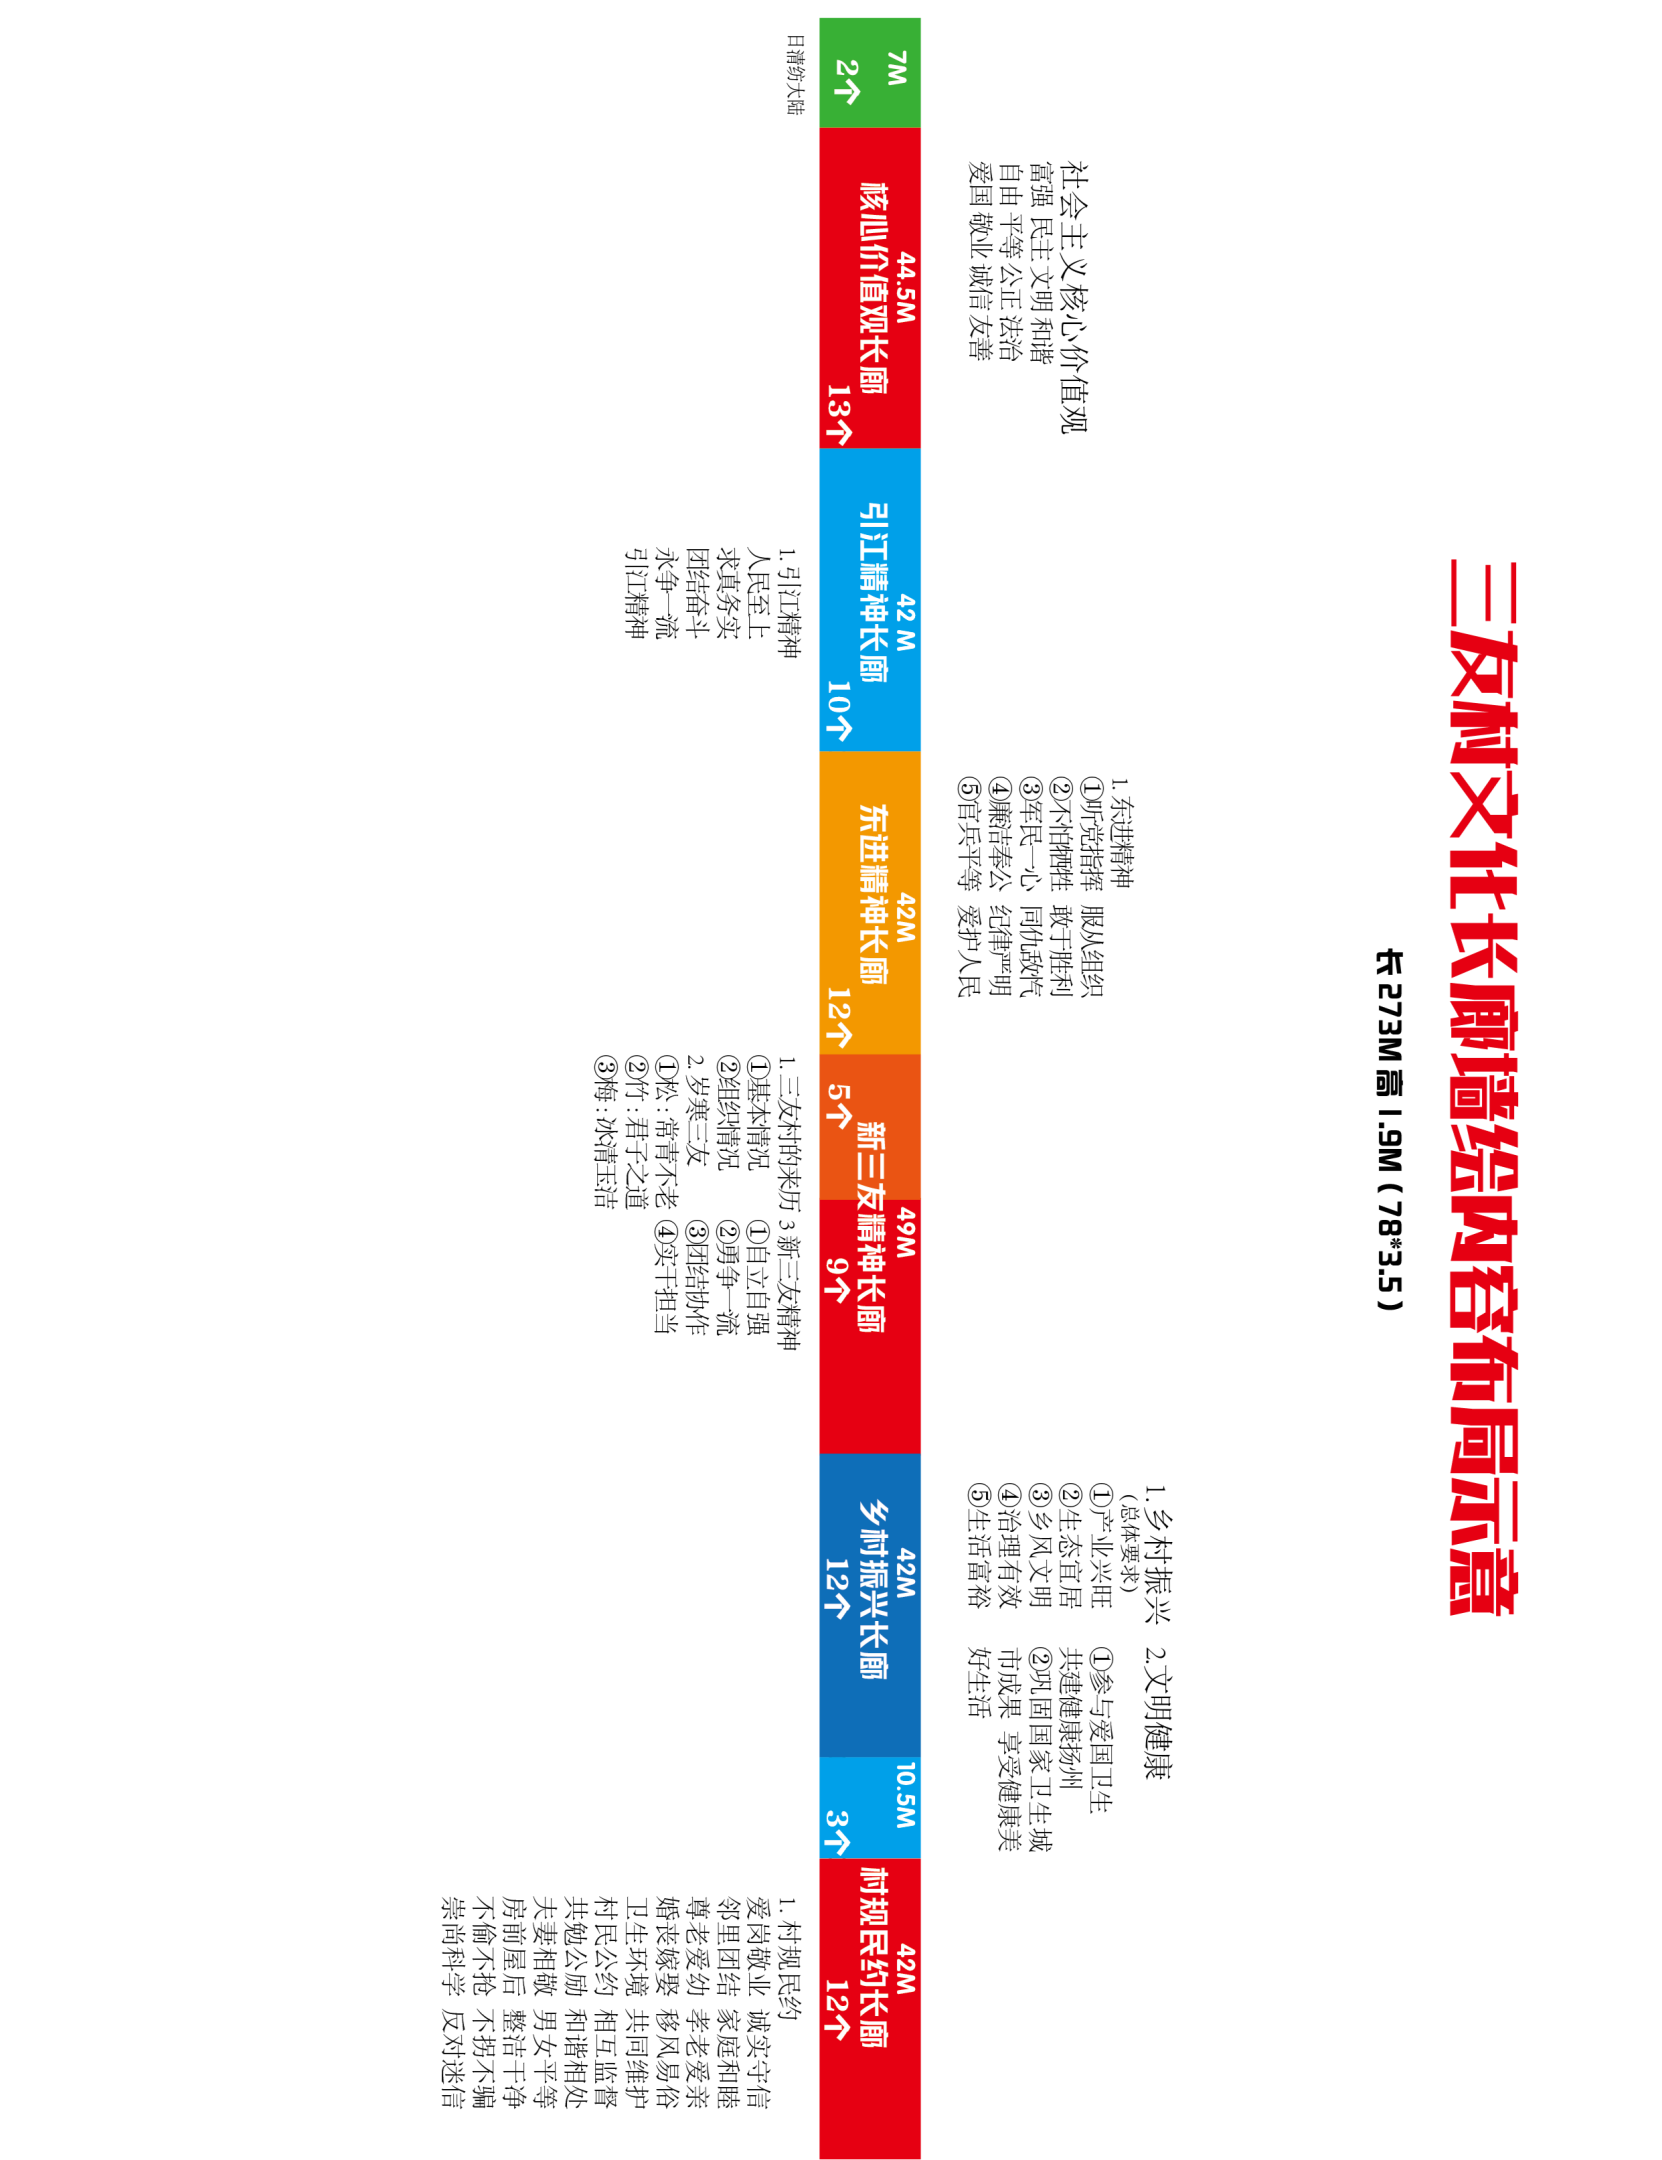 三友村文化长廊墙绘内容布局示意
长 273M 高 1.9M ( 78*3.5 )
社会主义核心价值观
富强 民主 文明 和谐
自由 平等 公正 法治
爱国 敬业 诚信 友善
1. 东进精神
①听党指挥 服从组织
②不怕牺牲 敢于胜利
③军民一心 同仇敌忾
④廉洁奉公 纪律严明
⑤官兵平等 爱护人民
1. 乡村振兴
(总体要求)
①产业兴旺
②生态宜居
③乡风文明
④治理有效
⑤生活富裕
2.文明健康
①参与爱国卫生
共建健康扬州
②巩固国家卫生城
市成果 享受健康美
好生活
7M
2个
44.5M
核心价值观长廊
13个
42 M
引江精神长廊
10个
42M
东进精神长廊
12个
5个
49M
新三友精神长廊
9个
42M
乡村振兴长廊
12个
10.5M
3个
42M
村规民约长廊
12个
日清纺大陆
1. 引江精神
人民至上
求真务实
团结奋斗
永争一流
引江精神
1. 三友村的来历
①基本情况
②组织情况
2. 岁寒三友
①松 : 常青不老
②竹 : 君子之道
③梅 : 冰清玉洁
3 新三友精神
①自立自强
②勇争一流
③团结协作
④实干担当
1. 村规民约
爱岗敬业 诚实守信
邻里团结 家庭和睦
尊老爱幼 孝老爱亲
婚丧嫁娶 移风易俗
卫生环境 共同维护
村民公约 相互监督
共勉公励 和谐相处
夫妻相敬 男女平等
房前屋后 整洁干净
不偷不抢 不拐不骗
崇尚科学 反对迷信